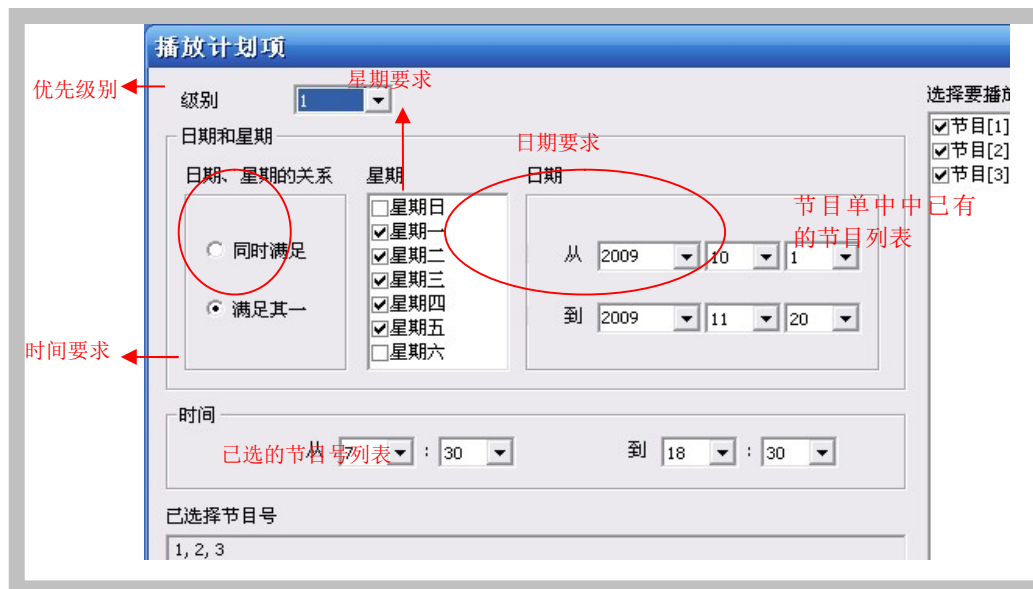 播放计划项
优先级别
级别
1
星期要求
选择要播放
节目[1]
节目[2]
节目[3]
日期和星期
日期要求
日期、星期的关系
星期
日期
同时满足
满足其一
星期日
星期一
星期二
星期三
星期四
星期五
星期六
从 2009 10 1
到 2009 11 20
节目单中中已有
的节目列表
时间要求
时间
已选的节目号列表
从 7 : 30 到 18 : 30
已选择节目号
1, 2, 3